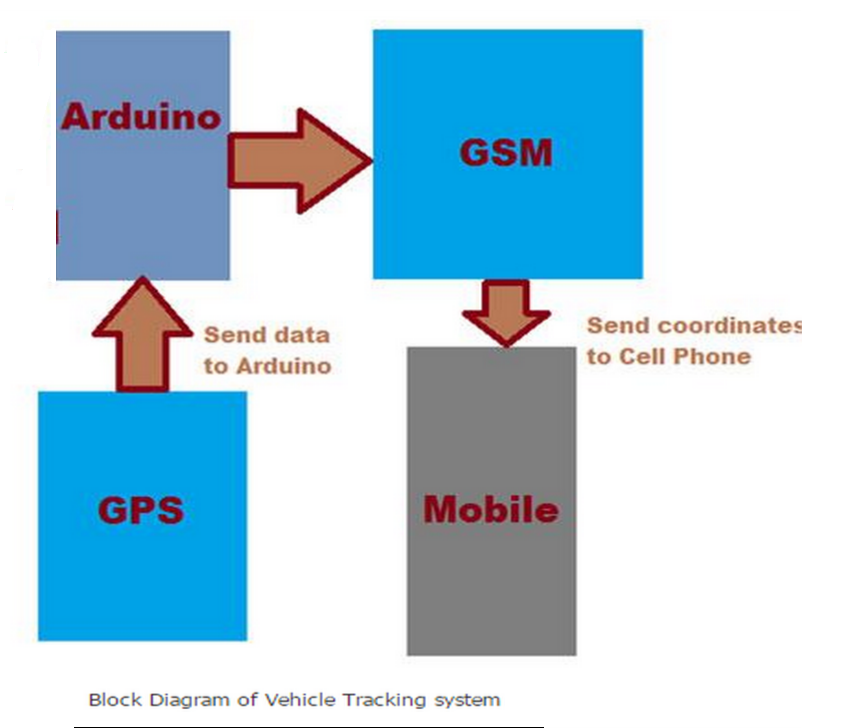 Arduino
GSM
Send data
to Arduino
Send coordinates
to Cell Phone
GPS
Mobile
Block Diagram of Vehicle Tracking system